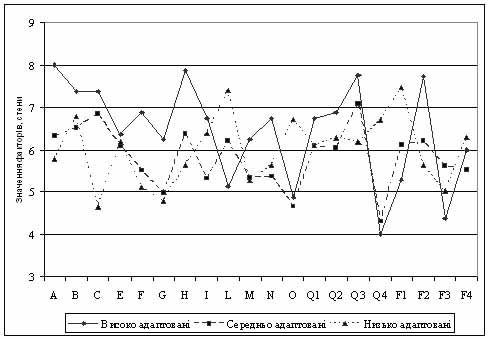 9
8
7
6
5
4
3
Значення факторів, стени
A B C E F G H I L M N O Q1 Q2 Q3 Q4 F1 F2 F3 F4
Високо адаптовані Середньо адаптовані Низько адаптовані